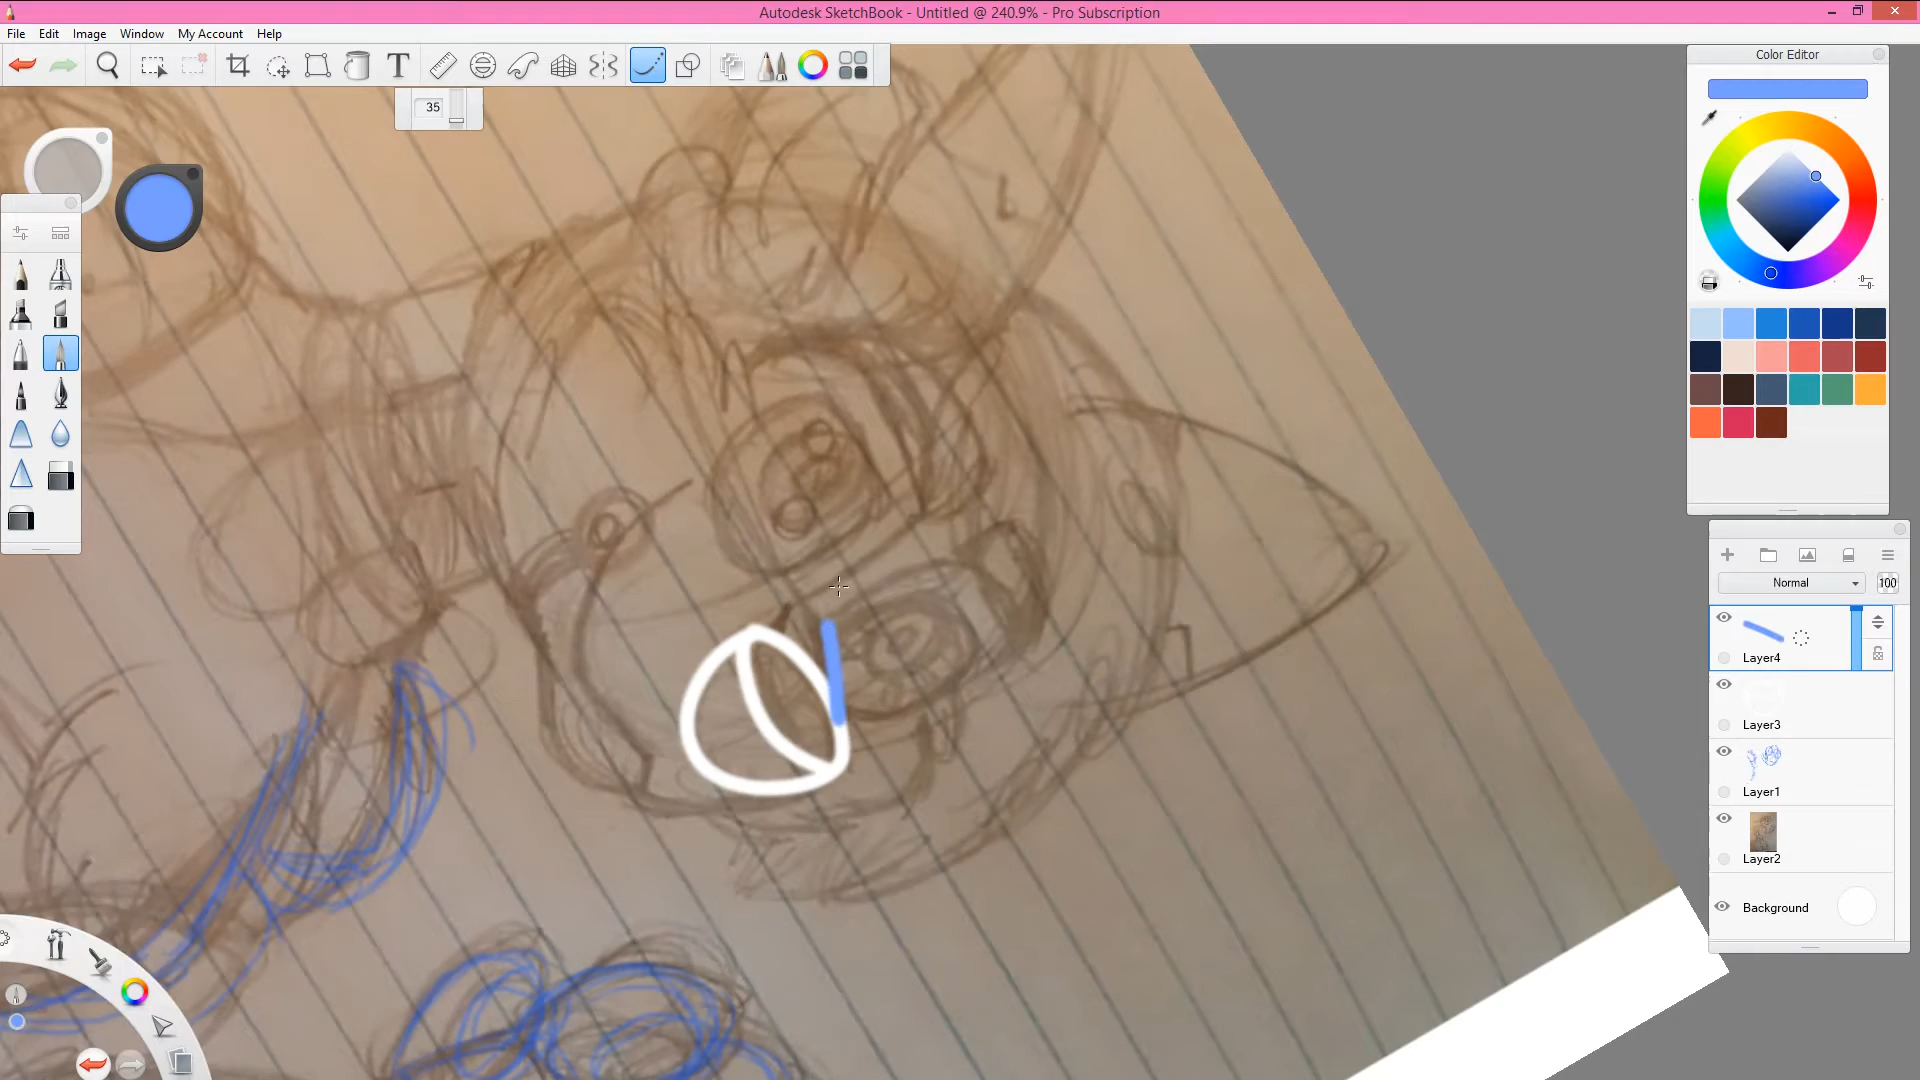 Autodesk SketchBook - Untitled @ 240.9% - Pro Subscription
File Edit Image Window My Account Help
T
35
Color Editor
Normal 100
Layer4
Layer3
Layer1
Layer2
Background